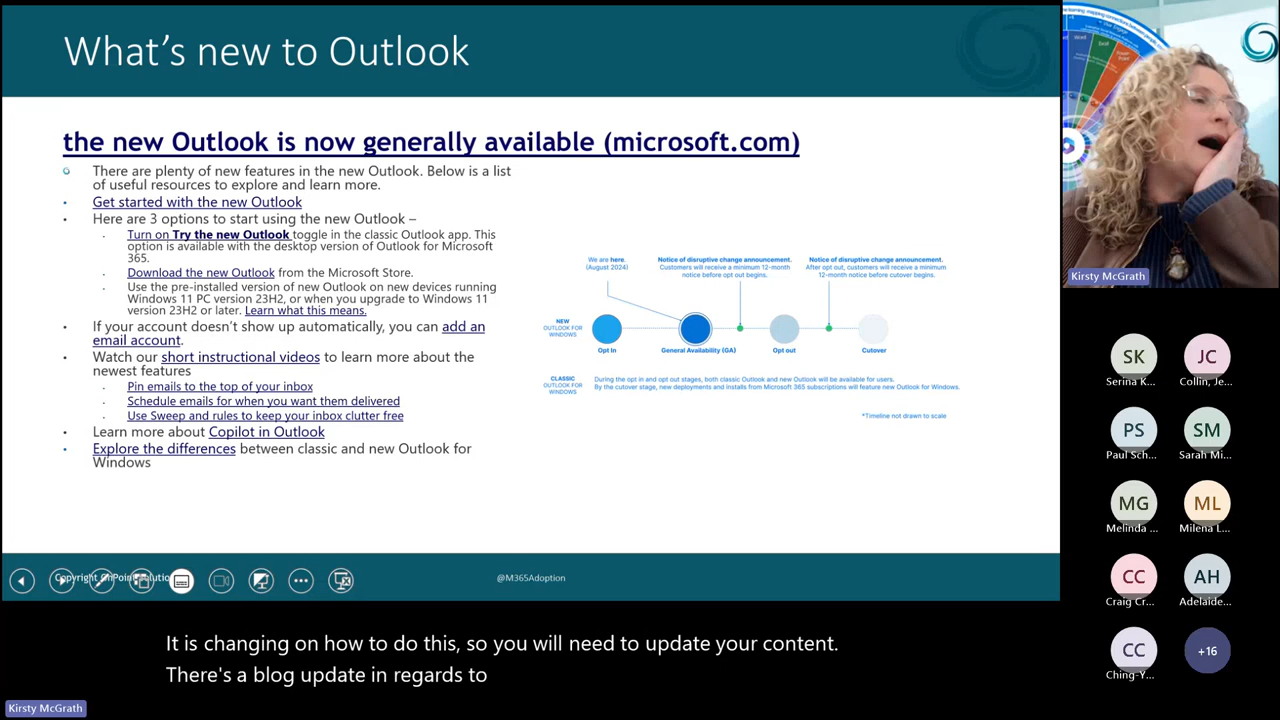 What's new to Outlook
the new Outlook is now generally available (microsoft.com)
There are plenty of new features in the new Outlook. Below is a list
of useful resources to explore and learn more.
Get started with the new Outlook
Here are 3 options to start using the new Outlook –
Turn on Try the new Outlook toggle in the classic Outlook app. This
option is available with the desktop version of Outlook for Microsoft
365.
Download the new Outlook from the Microsoft Store.
Use the pre-installed version of new Outlook on new devices running
Windows 11 PC version 23H2, or when you upgrade to Windows 11
version 23H2 or later. Learn what this means.
If your account doesn't show up automatically, you can add an
email account.
Watch our short instructional videos to learn more about the
newest features
Pin emails to the top of your inbox
Schedule emails for when you want them delivered
Use Sweep and rules to keep your inbox clutter free
Learn more about Copilot in Outlook
Explore the differences between classic and new Outlook for
Windows
We are here.
(August 2024)
Notice of disruptive change announcement.
Customers will receive a minimum 12-month
notice before opt out begins.
Notice of disruptive change announcement.
After opt out, customers will receive a minimum
12-month notice before cutover begins.
NEW
OUTLOOK FOR
WINDOWS
Opt In
General Availability (GA)
Opt out
Cutover
CLASSIC
OUTLOOK FOR
WINDOWS
During the opt in and opt out stages, both classic Outlook and new Outlook will be available for users.
By the cutover stage, new deployments and installs from Microsoft 365 subscriptions will feature new Outlook for Windows.
*Timeline not drawn to scale
@M365Adoption
It is changing on how to do this, so you will need to update your content.
There's a blog update in regards to
Kirsty McGrath
Word
Kirsty McGrath
SK
Serina K...
JC
Collin, Je...
PS
Paul Sch...
SM
Sarah Mi...
MG
Melinda ...
ML
Milena L...
CC
Craig Cr...
AH
Adelaide...
CC
Ching-Y...
+16